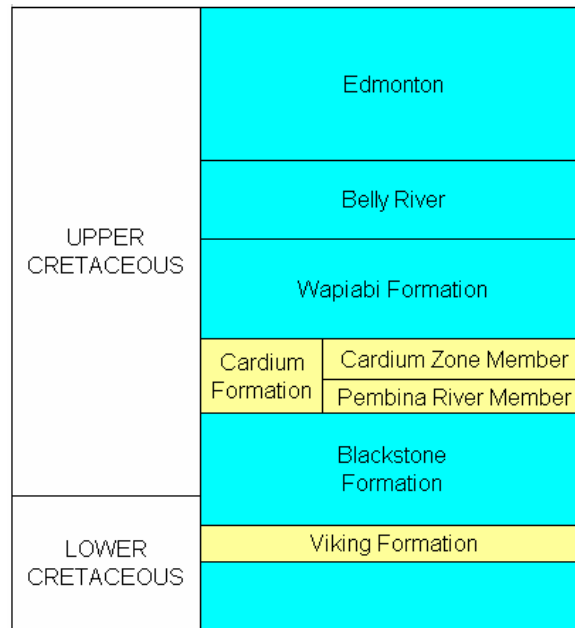 Edmonton
Belly River
UPPER
CRETACEOUS
Wapiabi Formation
Cardium
Formation
Cardium Zone Member
Pembina River Member
Blackstone
Formation
LOWER
CRETACEOUS
Viking Formation